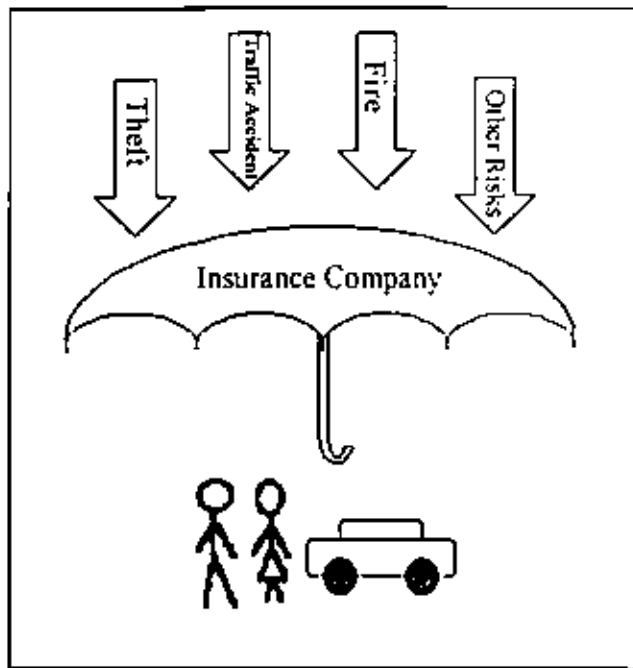 Theft
Traffic Accident
Fire
Other Risks
Insurance Company